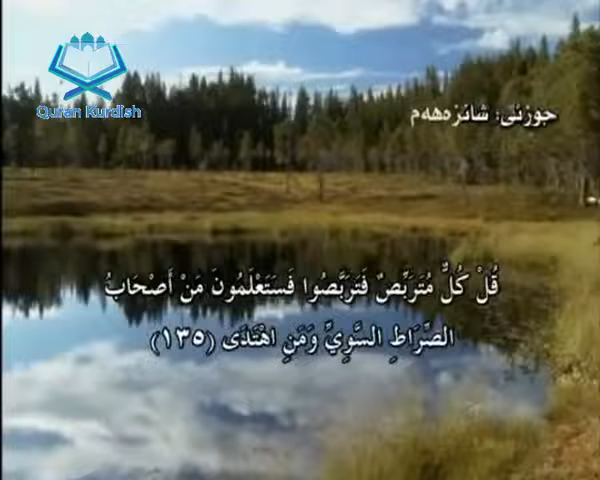 Quran Kurdish
جوزئی: شانزەهەم
قُلْ كُلٌّ مُتَرَبِّصٌ فَتَرَبَّصُوا فَسَتَعْلَمُونَ مَنْ أَصْحَابُ
الصِّرَاطِ السَّوِيِّ وَمَنِ اهْتَدَى (١٣٥)